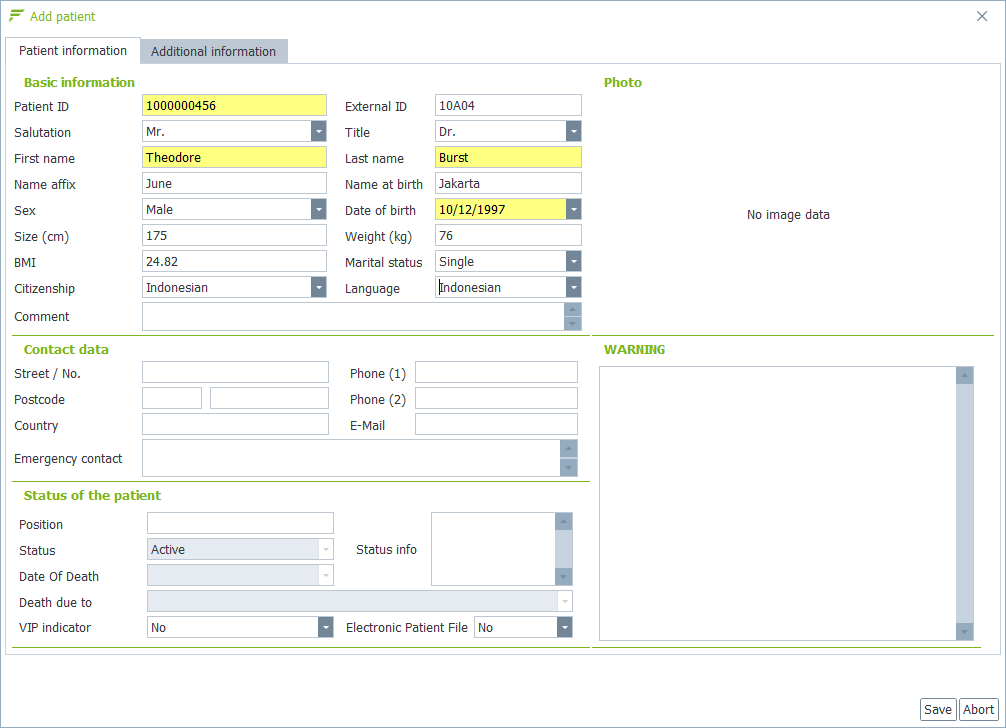 Add patient
Patient information Additional information
Basic information Photo
Patient ID 1000000456 External ID 10A04
Salutation Mr. Title Dr.
First name Theodore Last name Burst
Name affix June Name at birth Jakarta
Sex Male Date of birth 10/12/1997
No image data
Size (cm) 175 Weight (kg) 76
BMI 24.82 Marital status Single
Citizenship Indonesian Language Indonesian
Comment
Contact data WARNING
Street / No. Phone (1)
Postcode Phone (2)
Country E-Mail
Emergency contact
Status of the patient
Position
Status Active Status info
Date Of Death
Death due to
VIP indicator No Electronic Patient File No
Save Abort